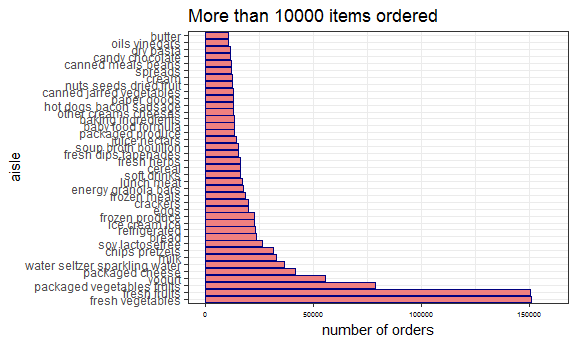 More than 10000 items ordered
butter
oils vinegars
dry pasta
candy chocolate
canned meals beans
spreads
cream
nuts seeds dried fruit
canned jarred vegetables
paper goods
hot dogs bacon sausage
other creams cheeses
baking ingredients
baby food formula
packaged produce
juice nectars
soup broth bouillon
fresh dips tapenades
fresh herbs
cereal
soft drinks
lunch meat
energy granola bars
frozen meals
crackers
eggs
frozen produce
ice cream ice
refrigerated
bread
soy lactosefree
chips pretzels
milk
water seltzer sparkling water
packaged cheese
yogurt
packaged vegetables fruits
fresh fruits
fresh vegetables
aisle
0 50000 100000 150000
number of orders